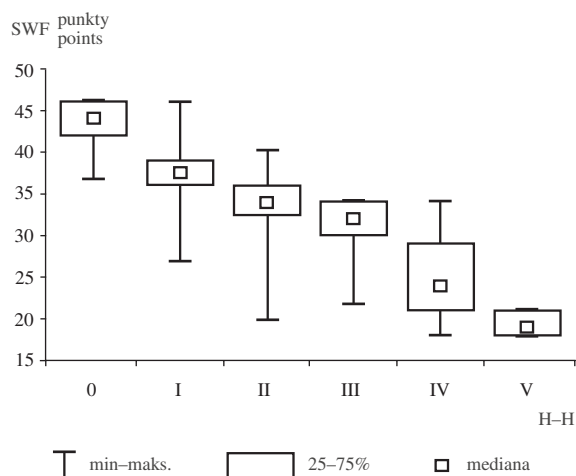 SWF punkty
points
50
45
40
35
30
25
20
15
0 I II III IV V
H–H
min–maks. 25–75% mediana